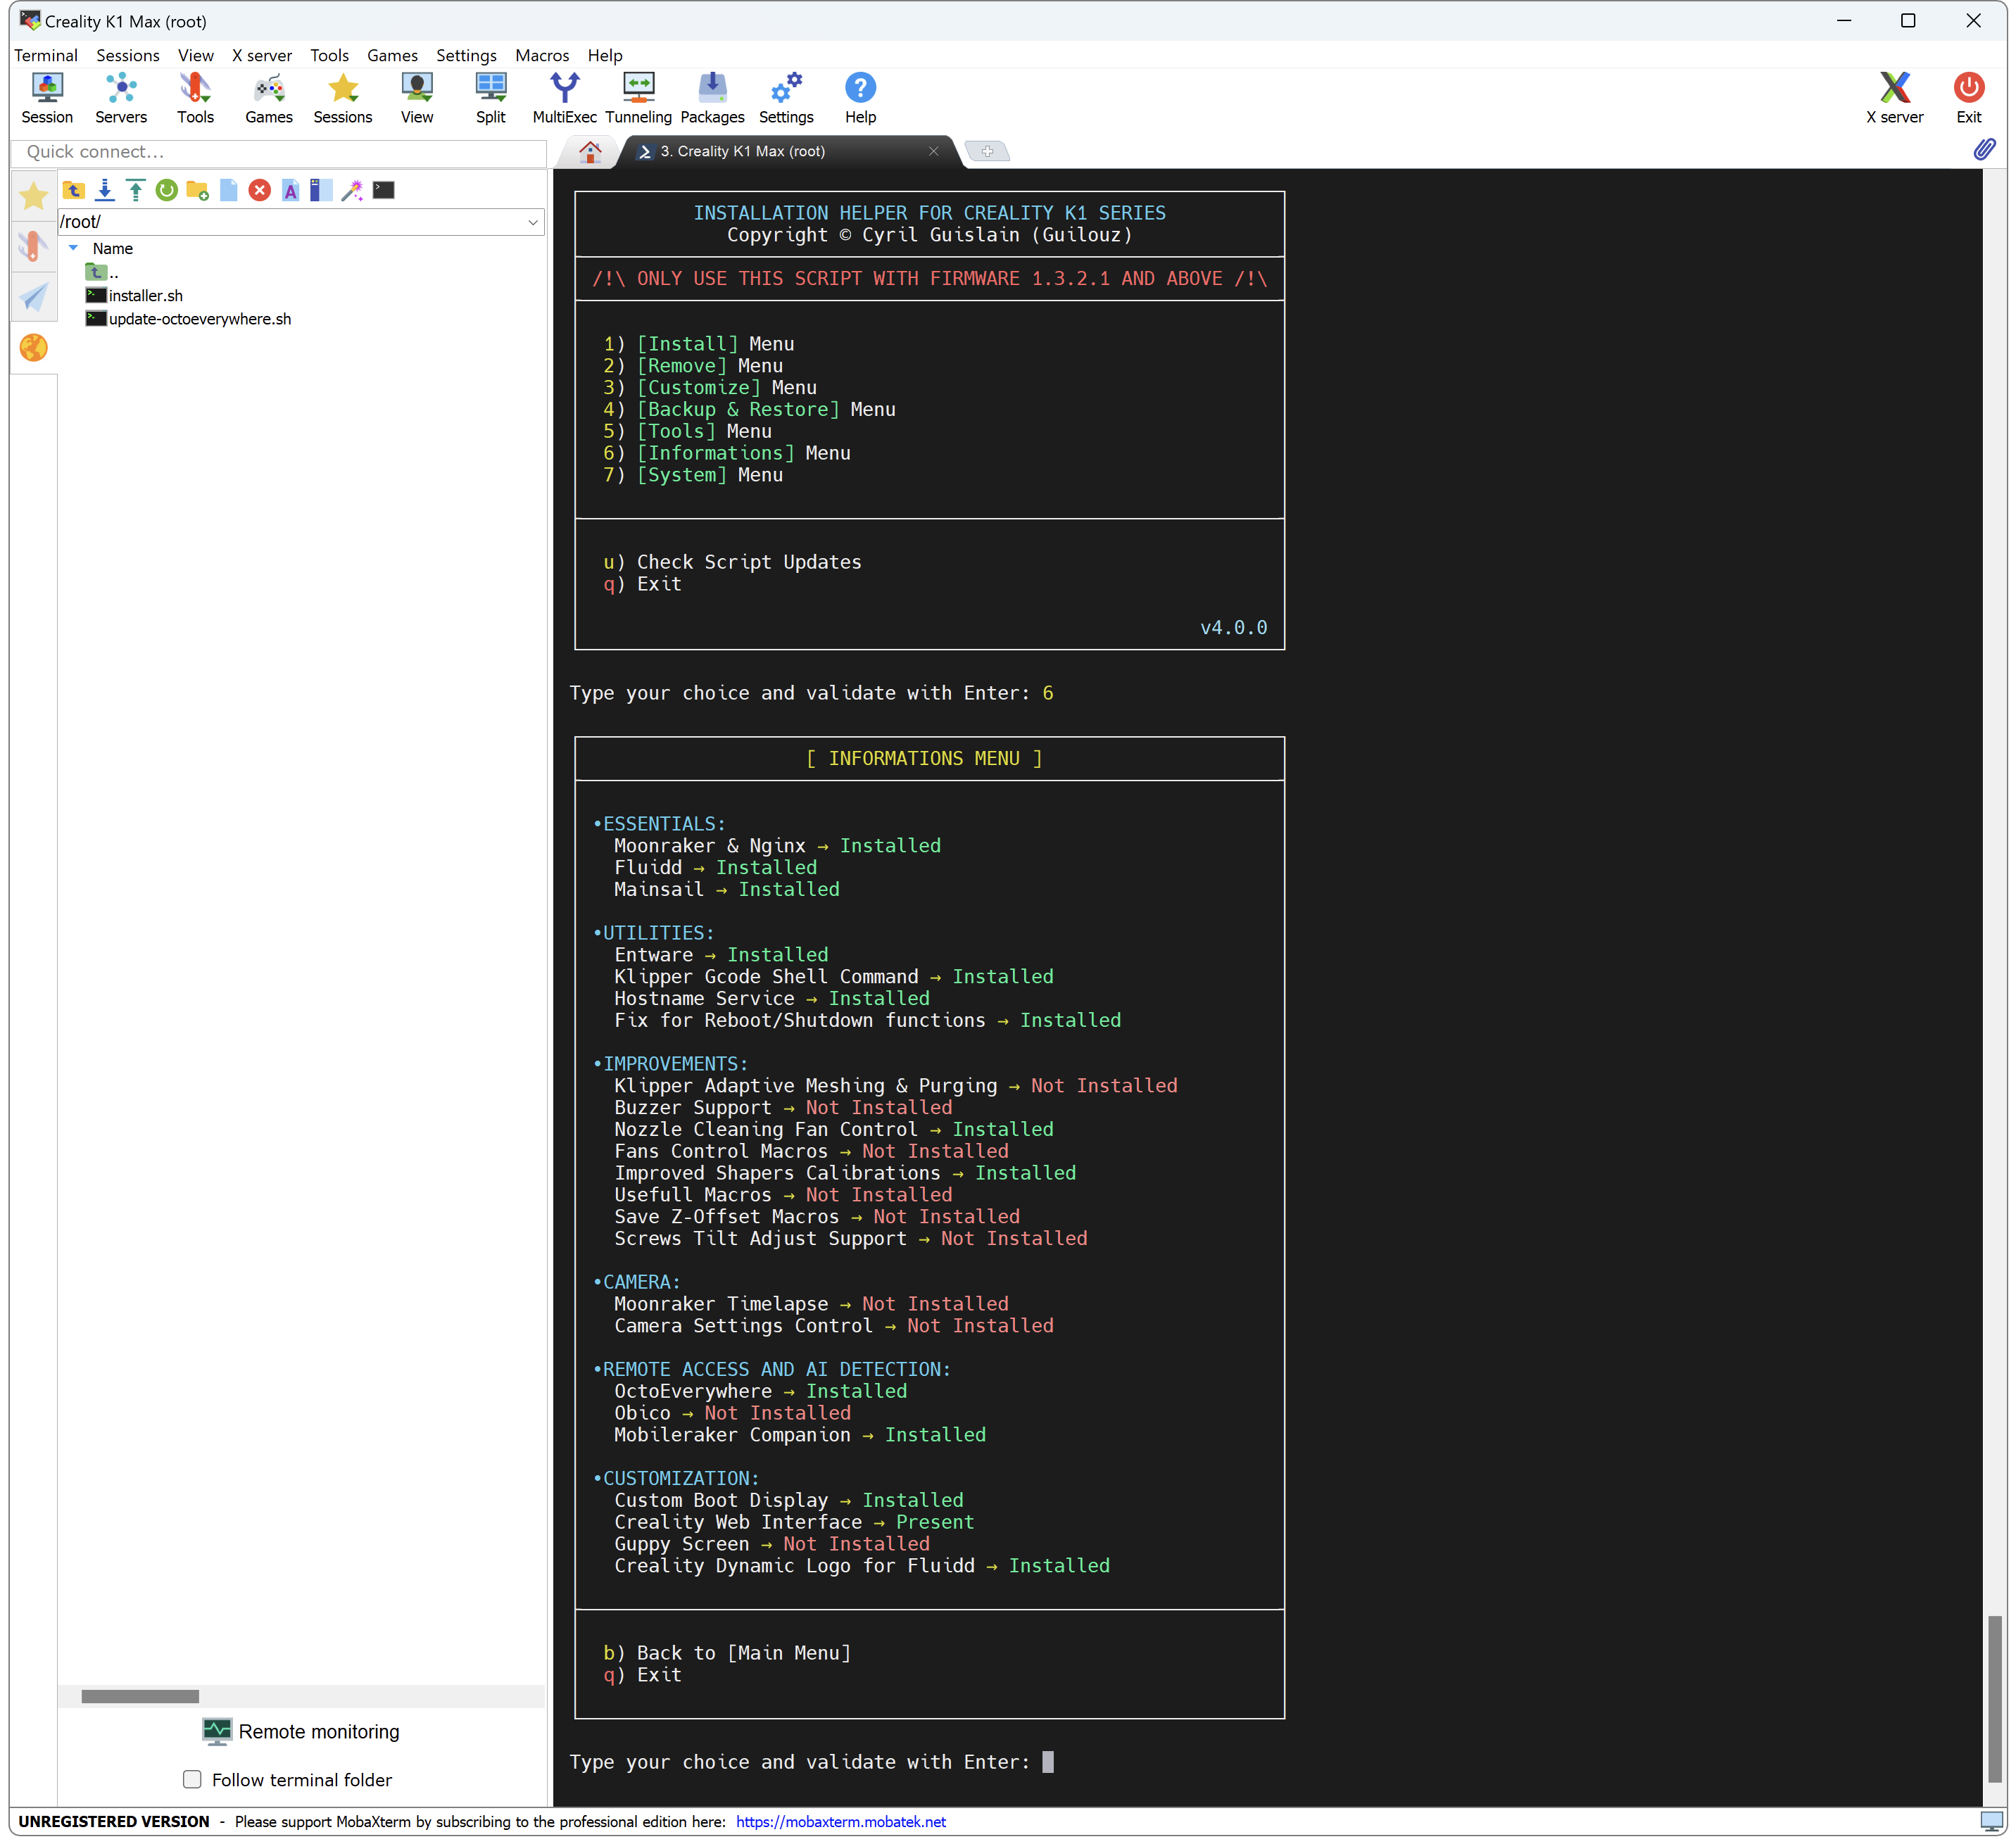 Creality K1 Max (root)
Terminal Sessions View X server Tools Games Settings Macros Help
Session Servers Tools Games Sessions View Split MultiExec Tunneling Packages Settings Help X server Exit
Quick connect...
3. Creality K1 Max (root)
/root/
Name
..
installer.sh
update-octoeverywhere.sh
INSTALLATION HELPER FOR CREALITY K1 SERIES
Copyright © Cyril Guislain (Guilouz)
/!\ ONLY USE THIS SCRIPT WITH FIRMWARE 1.3.2.1 AND ABOVE /!\
1) [Install] Menu
2) [Remove] Menu
3) [Customize] Menu
4) [Backup & Restore] Menu
5) [Tools] Menu
6) [Informations] Menu
7) [System] Menu
u) Check Script Updates
q) Exit
v4.0.0
Type your choice and validate with Enter: 6
[ INFORMATIONS MENU ]
•ESSENTIALS:
Moonraker & Nginx → Installed
Fluidd → Installed
Mainsail → Installed
•UTILITIES:
Entware → Installed
Klipper Gcode Shell Command → Installed
Hostname Service → Installed
Fix for Reboot/Shutdown functions → Installed
•IMPROVEMENTS:
Klipper Adaptive Meshing & Purging → Not Installed
Buzzer Support → Not Installed
Nozzle Cleaning Fan Control → Installed
Fans Control Macros → Not Installed
Improved Shapers Calibrations → Installed
Usefull Macros → Not Installed
Save Z-Offset Macros → Not Installed
Screws Tilt Adjust Support → Not Installed
•CAMERA:
Moonraker Timelapse → Not Installed
Camera Settings Control → Not Installed
•REMOTE ACCESS AND AI DETECTION:
OctoEverywhere → Installed
Obico → Not Installed
Mobileraker Companion → Installed
•CUSTOMIZATION:
Custom Boot Display → Installed
Creality Web Interface → Present
Guppy Screen → Not Installed
Creality Dynamic Logo for Fluidd → Installed
b) Back to [Main Menu]
q) Exit
Type your choice and validate with Enter:
Remote monitoring
Follow terminal folder
UNREGISTERED VERSION - Please support MobaXterm by subscribing to the professional edition here: https://mobaxterm.mobatek.net